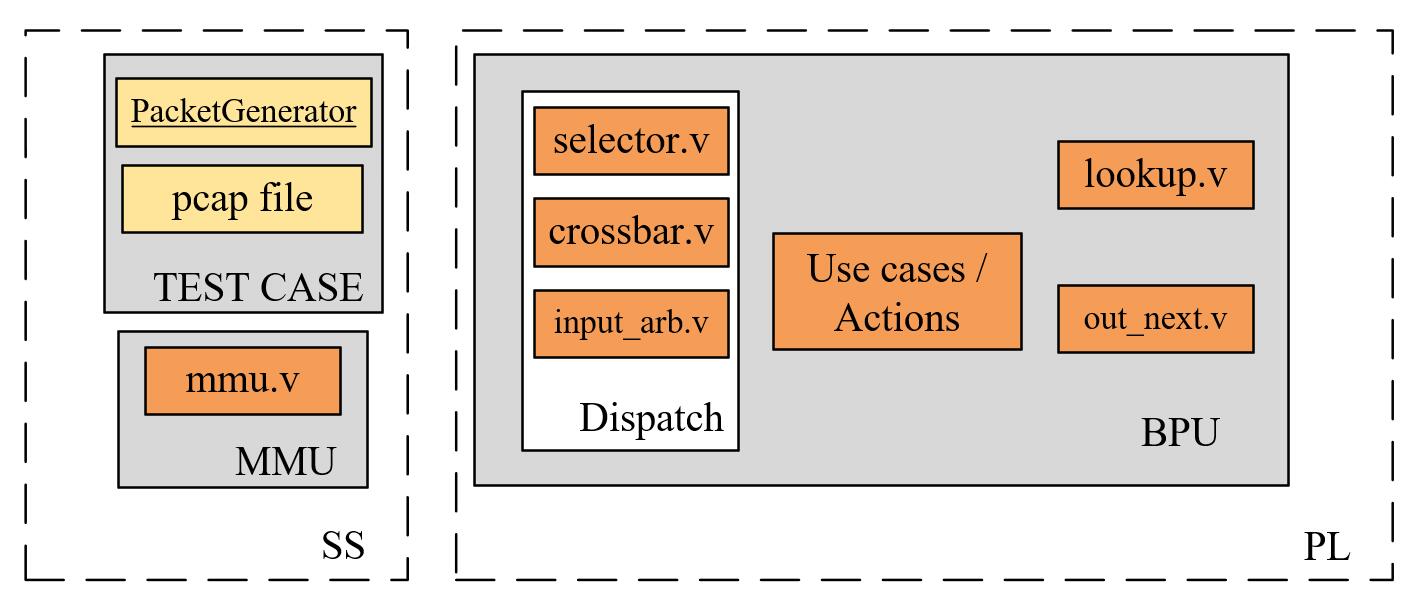 PacketGenerator
pcap file
TEST CASE
mmu.v
MMU
SS
selector.v
crossbar.v
input_arb.v
Dispatch
Use cases /
Actions
lookup.v
out_next.v
BPU
PL